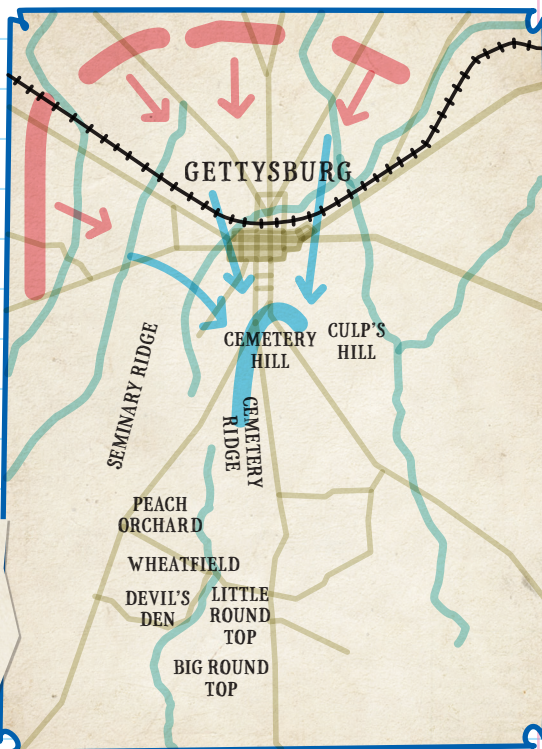 GETTYSBURG
CEMETERY
HILL
CULP'S
HILL
SEMINARY RIDGE
CEMETERY
RIDGE
PEACH
ORCHARD
WHEATFIELD
DEVIL'S
DEN
LITTLE
ROUND
TOP
BIG ROUND
TOP